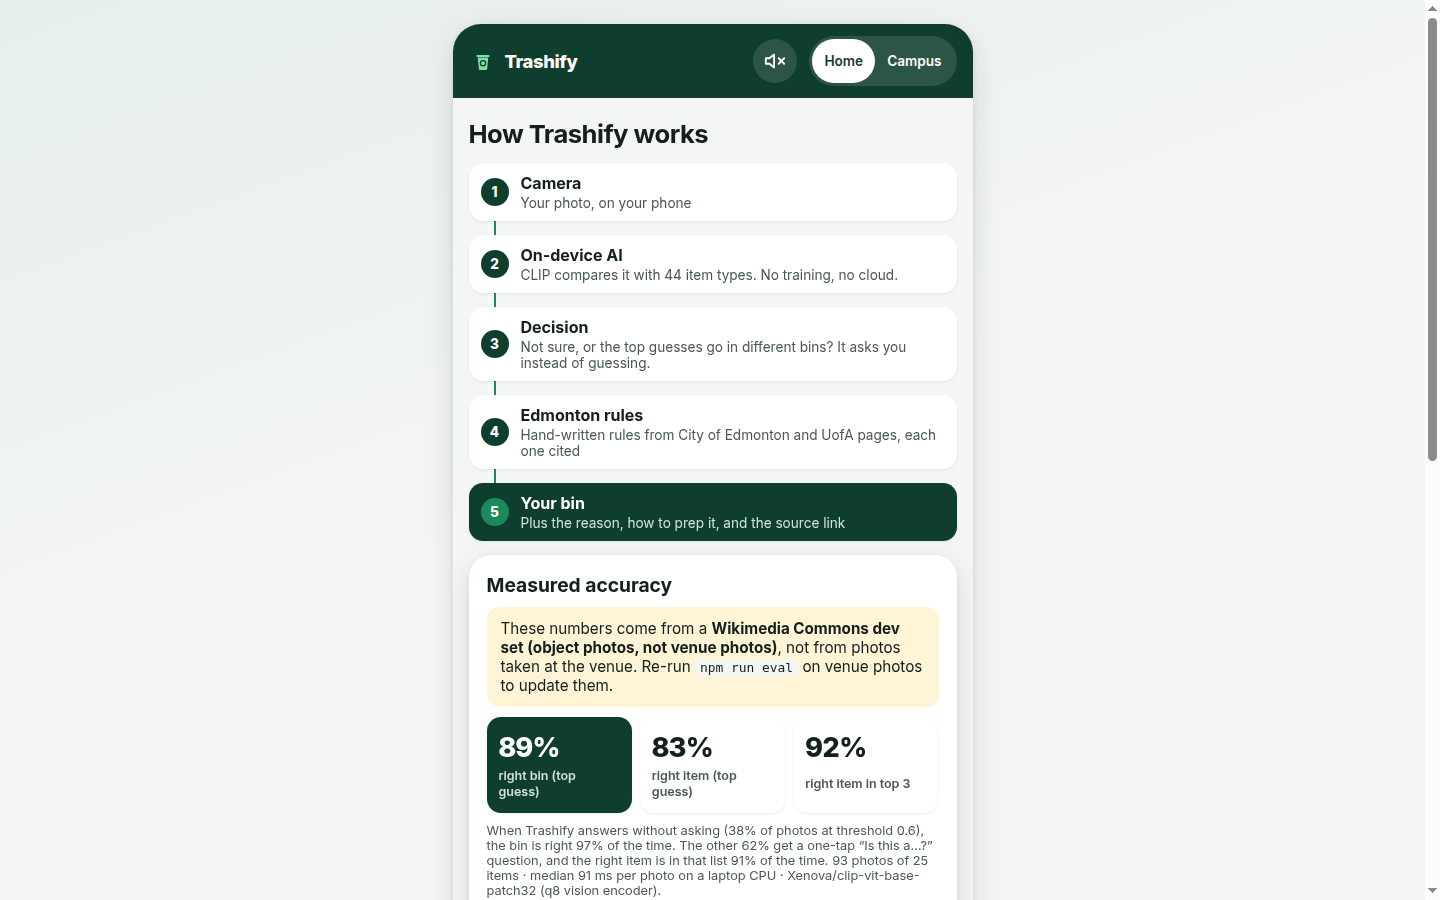 Trashify
Home
Campus
How Trashify works
1
Camera
Your photo, on your phone
2
On-device AI
CLIP compares it with 44 item types. No training, no cloud.
3
Decision
Not sure, or the top guesses go in different bins? It asks you
instead of guessing.
4
Edmonton rules
Hand-written rules from City of Edmonton and UofA pages, each
one cited
5
Your bin
Plus the reason, how to prep it, and the source link
Measured accuracy
These numbers come from a Wikimedia Commons dev
set (object photos, not venue photos), not from photos
taken at the venue. Re-run npm run eval on venue photos
to update them.
89%
right bin (top
guess)
83%
right item (top
guess)
92%
right item in top 3
When Trashify answers without asking (38% of photos at threshold 0.6),
the bin is right 97% of the time. The other 62% get a one-tap “Is this a...?”
question, and the right item is in that list 91% of the time. 93 photos of 25
items · median 91 ms per photo on a laptop CPU · Xenova/clip-vit-base-
patch32 (q8 vision encoder).